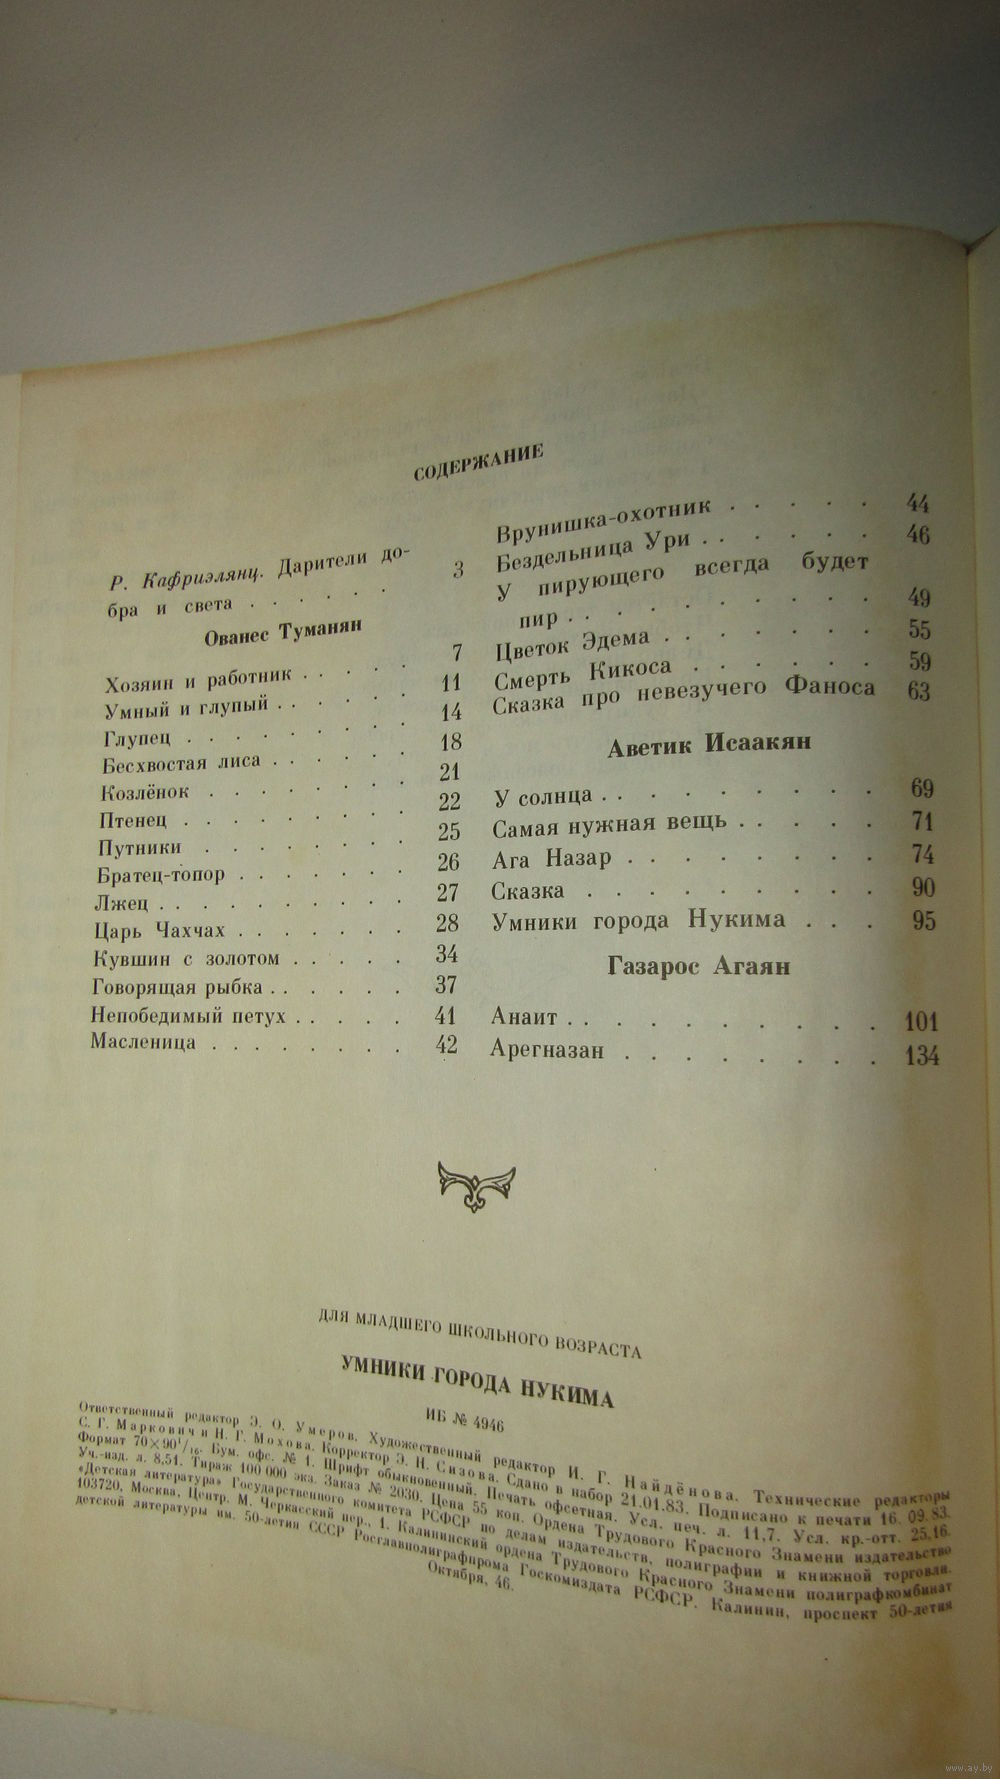 СОДЕРЖАНИЕ
Р. Кафриэлянц. Дарители до-
бра и света . . . . . . 3
Ованес Туманян
Хозяин и работник . . . . . 7
Умный и глупый . . . . . 11
Глупец . . . . . . . . 14
Бесхвостая лиса . . . . . 18
Козлёнок . . . . . . . 21
Птенец . . . . . . . . 22
Путники . . . . . . . 25
Братец-топор . . . . . . 26
Лжец . . . . . . . . . 27
Царь Чахчах . . . . . . 28
Кувшин с золотом . . . . . 34
Говорящая рыбка . . . . . 37
Непобедимый петух . . . . . 41
Масленица . . . . . . . 42
Врунишка-охотник . . . . . 44
Бездельница Ури . . . . . . 46
У пирующего всегда будет
пир . . . . . . . . . 49
Цветок Эдема . . . . . . . 55
Смерть Кикоса . . . . . . 59
Сказка про невезучего Фаноса 63
Аветик Исаакян
У солнца . . . . . . . . . 69
Самая нужная вещь . . . . . 71
Ага Назар . . . . . . . . 74
Сказка . . . . . . . . . 90
Умники города Нукима . . . 95
Газарос Агаян
Анаит . . . . . . . . . . 101
Арегназан . . . . . . . . 134
ДЛЯ МЛАДШЕГО ШКОЛЬНОГО ВОЗРАСТА
УМНИКИ ГОРОДА НУКИМА
ИБ № 4946
Ответственный редактор Э. О. Умеров. Художественный редактор И. Г. Найдёнова. Технические редакторы
С. Г. Маркович и Н. Г. Мохова. Корректор Э. Н. Сизова. Сдано в набор 21.01.83. Подписано к печати 16.09.83.
Формат 70×90¹/₁₆. Бум. офс. № 1. Шрифт обыкновенный. Печать офсетная. Усл. печ. л. 11,7. Усл. кр.-отт. 25,16.
Уч.-изд. л. 8,51. Тираж 100 000 экз. Заказ № 2030. Цена 55 коп. Ордена Трудового Красного Знамени издательство
«Детская литература» Государственного комитета РСФСР по делам издательств, полиграфии и книжной торговли.
103720, Москва, Центр, М. Черкасский пер., 1. Калининский ордена Трудового Красного Знамени полиграфкомбинат
детской литературы им. 50-летия СССР Росглавполиграфпрома Госкомиздата РСФСР. Калинин, проспект 50-летия
Октября, 46.
www.ay.by